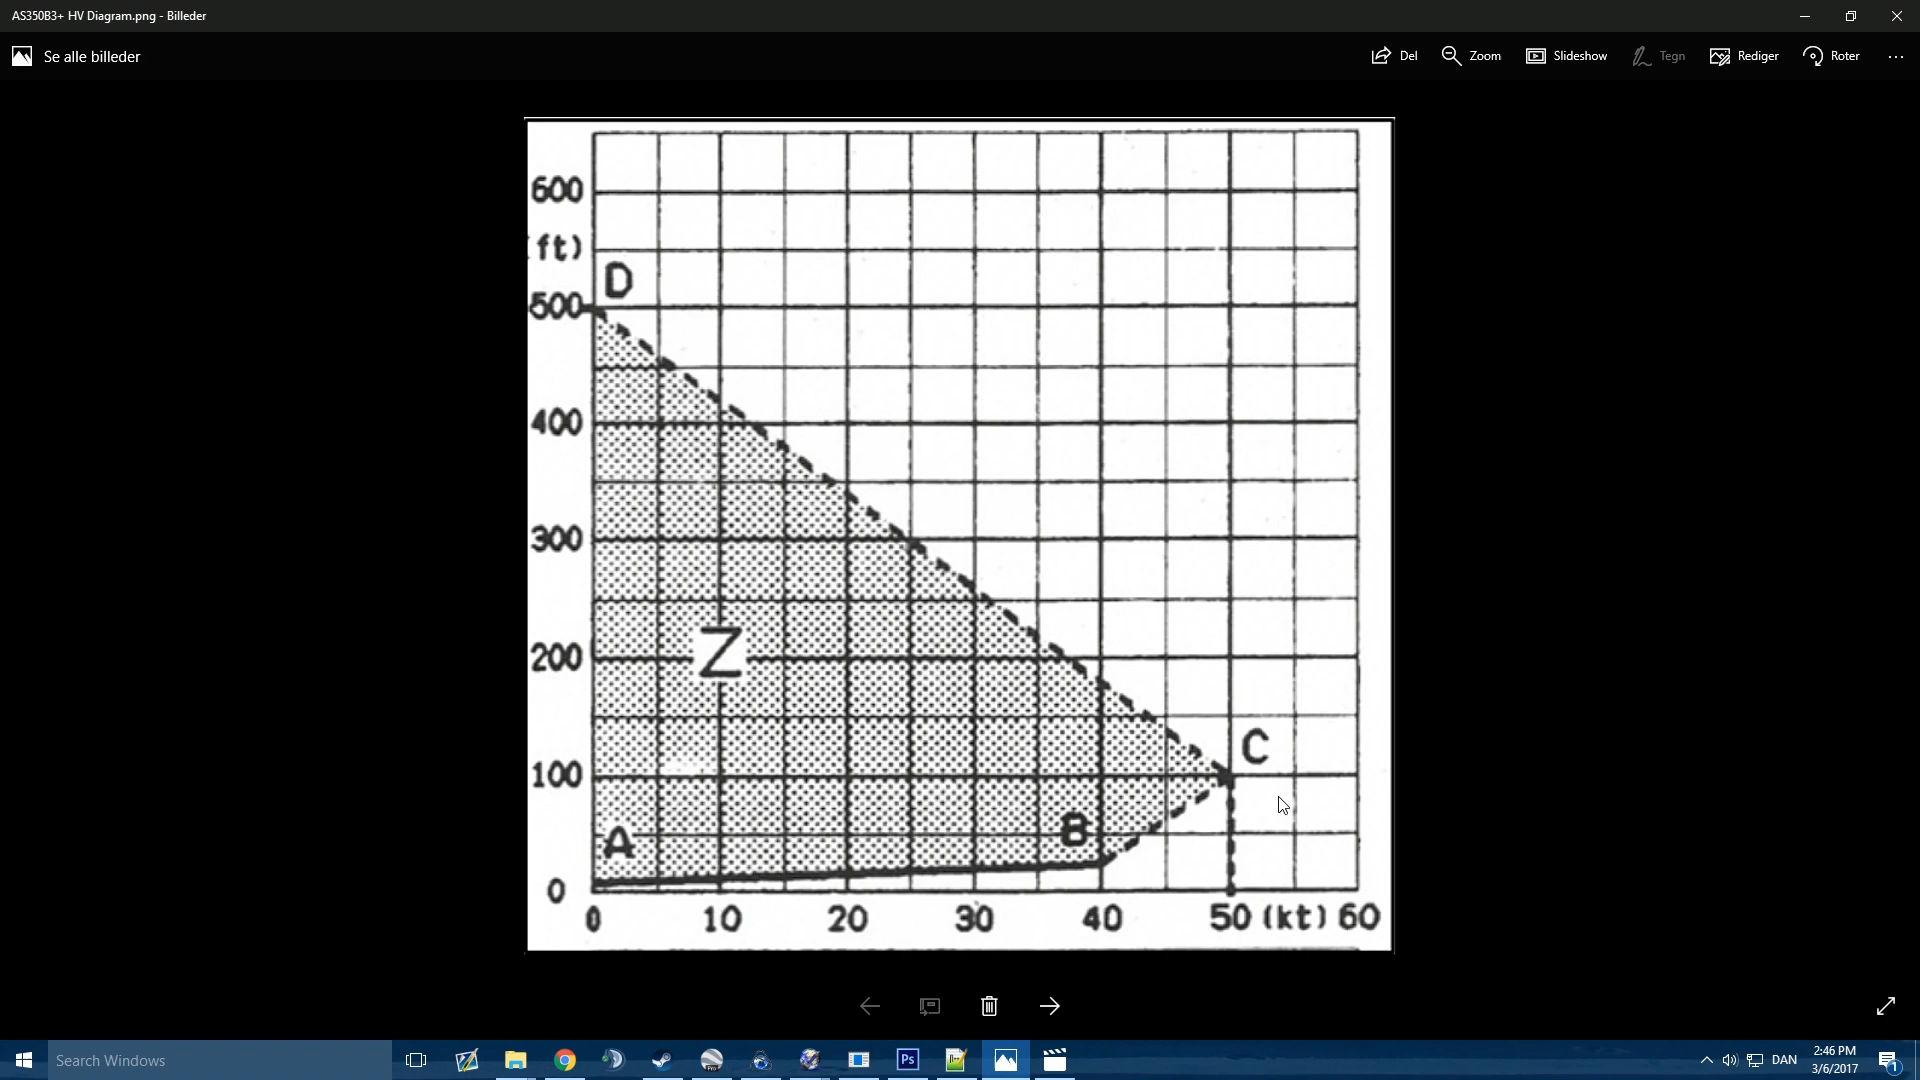 AS350B3+ HV Diagram.png - Billeder
Se alle billeder
Del
Zoom
Slideshow
Tegn
Rediger
Roter
600
(ft)
D
500
400
300
Z
200
C
100
B
A
0
0 10 20 30 40 50 (kt) 60
Search Windows
Ps
DAN
2:46 PM
3/6/2017
1